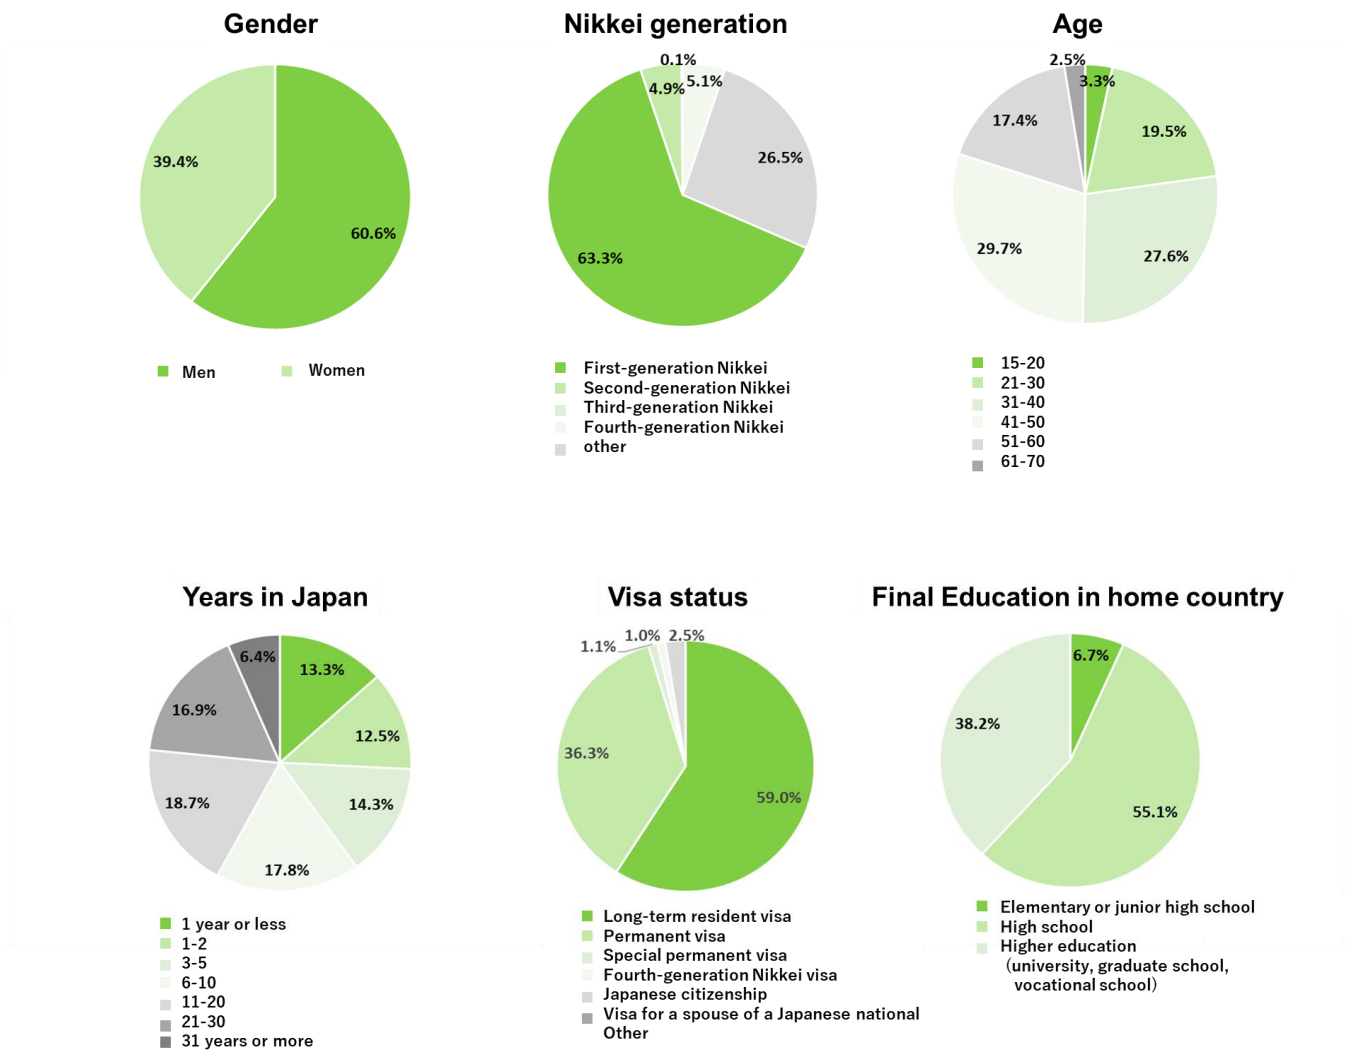 Gender
39.4%
60.6%
Men
Women
Nikkei generation
0.1%
4.9%
5.1%
26.5%
63.3%
First-generation Nikkei
Second-generation Nikkei
Third-generation Nikkei
Fourth-generation Nikkei
other
Age
2.5%
3.3%
17.4%
19.5%
29.7%
27.6%
15-20
21-30
31-40
41-50
51-60
61-70
Years in Japan
6.4%
13.3%
16.9%
12.5%
18.7%
14.3%
17.8%
1 year or less
1-2
3-5
6-10
11-20
21-30
31 years or more
Visa status
1.1%
1.0%
2.5%
36.3%
59.0%
Long-term resident visa
Permanent visa
Special permanent visa
Fourth-generation Nikkei visa
Japanese citizenship
Visa for a spouse of a Japanese national
Other
Final Education in home country
6.7%
38.2%
55.1%
Elementary or junior high school
High school
Higher education
(university, graduate school,
vocational school)